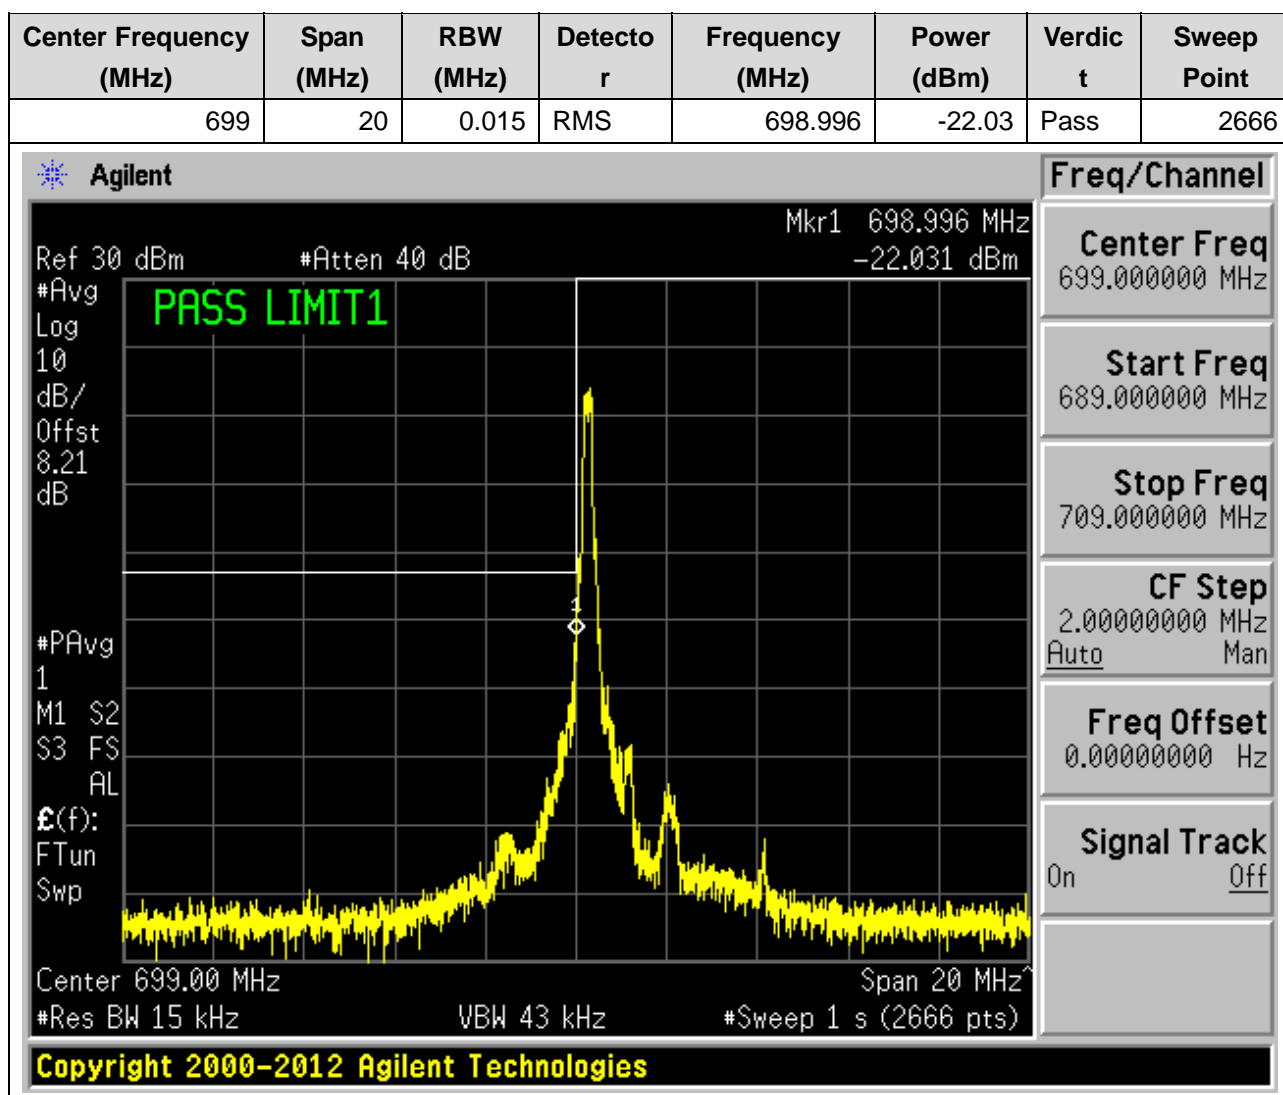 Center Frequency (MHz) Span (MHz) RBW (MHz) Detecto r Frequency (MHz) Power (dBm) Verdic t Sweep Point
699 20 0.015 RMS 698.996 -22.03 Pass 2666
Agilent
Freq/Channel
Mkr1 698.996 MHz
Ref 30 dBm #Atten 40 dB -22.031 dBm
#Avg
Log
10
dB/
Offst
8.21
dB
PASS LIMIT1
1
#PAvg
1
M1 S2
S3 FS
AL
£(f):
FTun
Swp
Center 699.00 MHz Span 20 MHz^
#Res BW 15 kHz VBW 43 kHz #Sweep 1 s (2666 pts)
Center Freq
699.000000 MHz
Start Freq
689.000000 MHz
Stop Freq
709.000000 MHz
CF Step
2.00000000 MHz
Auto Man
Freq Offset
0.00000000 Hz
Signal Track
On Off
Copyright 2000-2012 Agilent Technologies